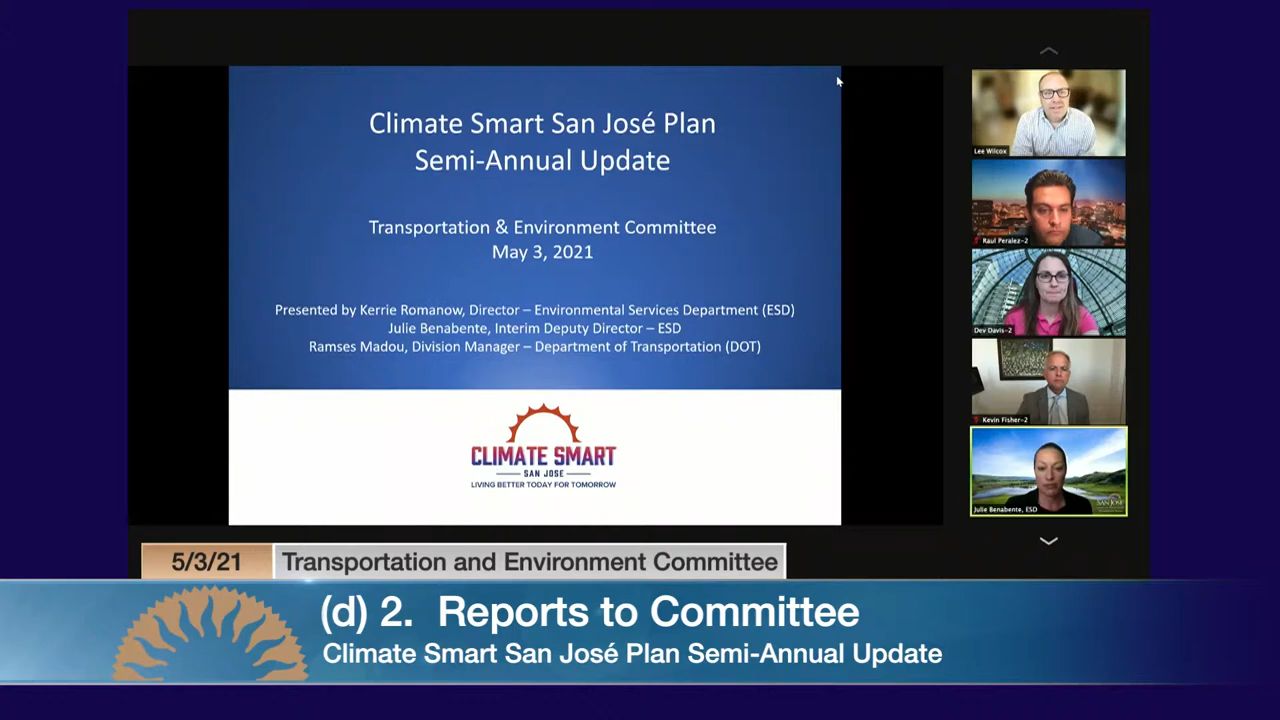 Climate Smart San José Plan
Semi-Annual Update
Transportation & Environment Committee
May 3, 2021
Presented by Kerrie Romanow, Director – Environmental Services Department (ESD)
Julie Benabente, Interim Deputy Director – ESD
Ramses Madou, Division Manager – Department of Transportation (DOT)
CLIMATE SMART
SAN JOSE
LIVING BETTER TODAY FOR TOMORROW
Lee Wilcox
Raul Peralez-2
Dev Davis-2
Kevin Fisher-2
Julie Benabente, ESD
SAN JOSE
5/3/21 Transportation and Environment Committee
(d) 2. Reports to Committee
Climate Smart San José Plan Semi-Annual Update